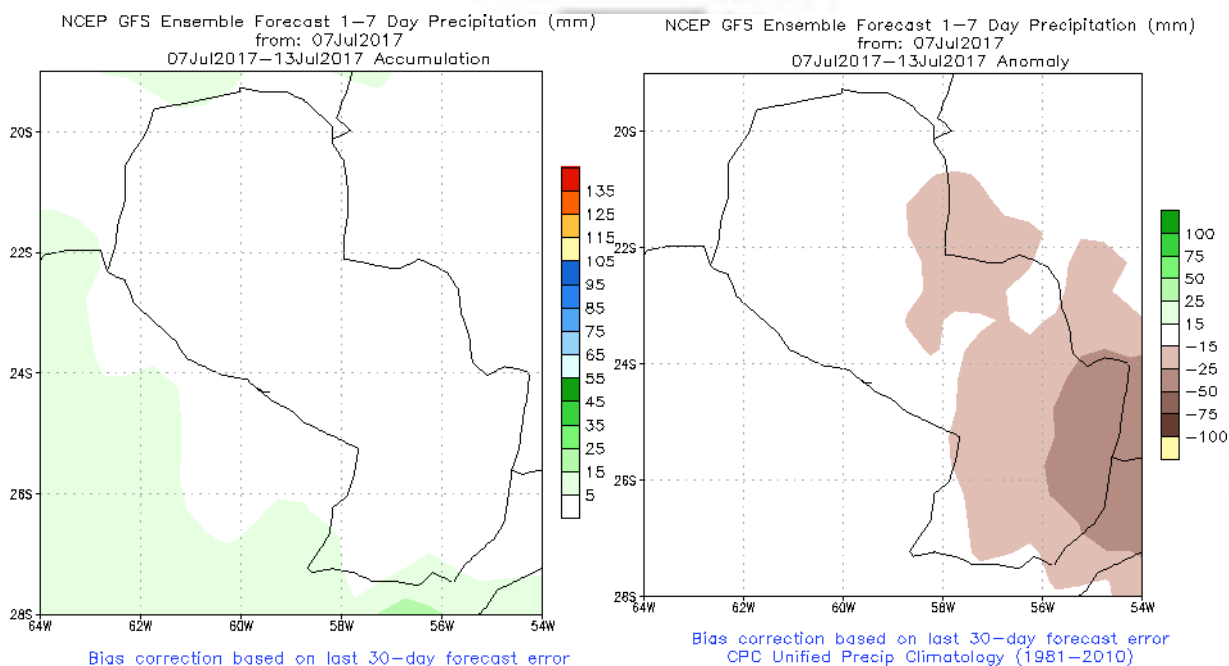 NCEP GFS Ensemble Forecast 1-7 Day Precipitation (mm)
from: 07Jul2017
07Jul2017-13Jul2017 Accumulation
20S
22S
24S
26S
28S
64W
62W
60W
58W
56W
54W
135
125
115
105
95
85
75
65
55
45
35
25
15
5
Bias correction based on last 30-day forecast error
NCEP GFS Ensemble Forecast 1-7 Day Precipitation (mm)
from: 07Jul2017
07Jul2017-13Jul2017 Anomaly
20S
22S
24S
26S
28S
64W
62W
60W
58W
56W
54W
100
75
50
25
15
-15
-25
-50
-75
-100
Bias correction based on last 30-day forecast error
CPC Unified Precip Climatology (1981-2010)